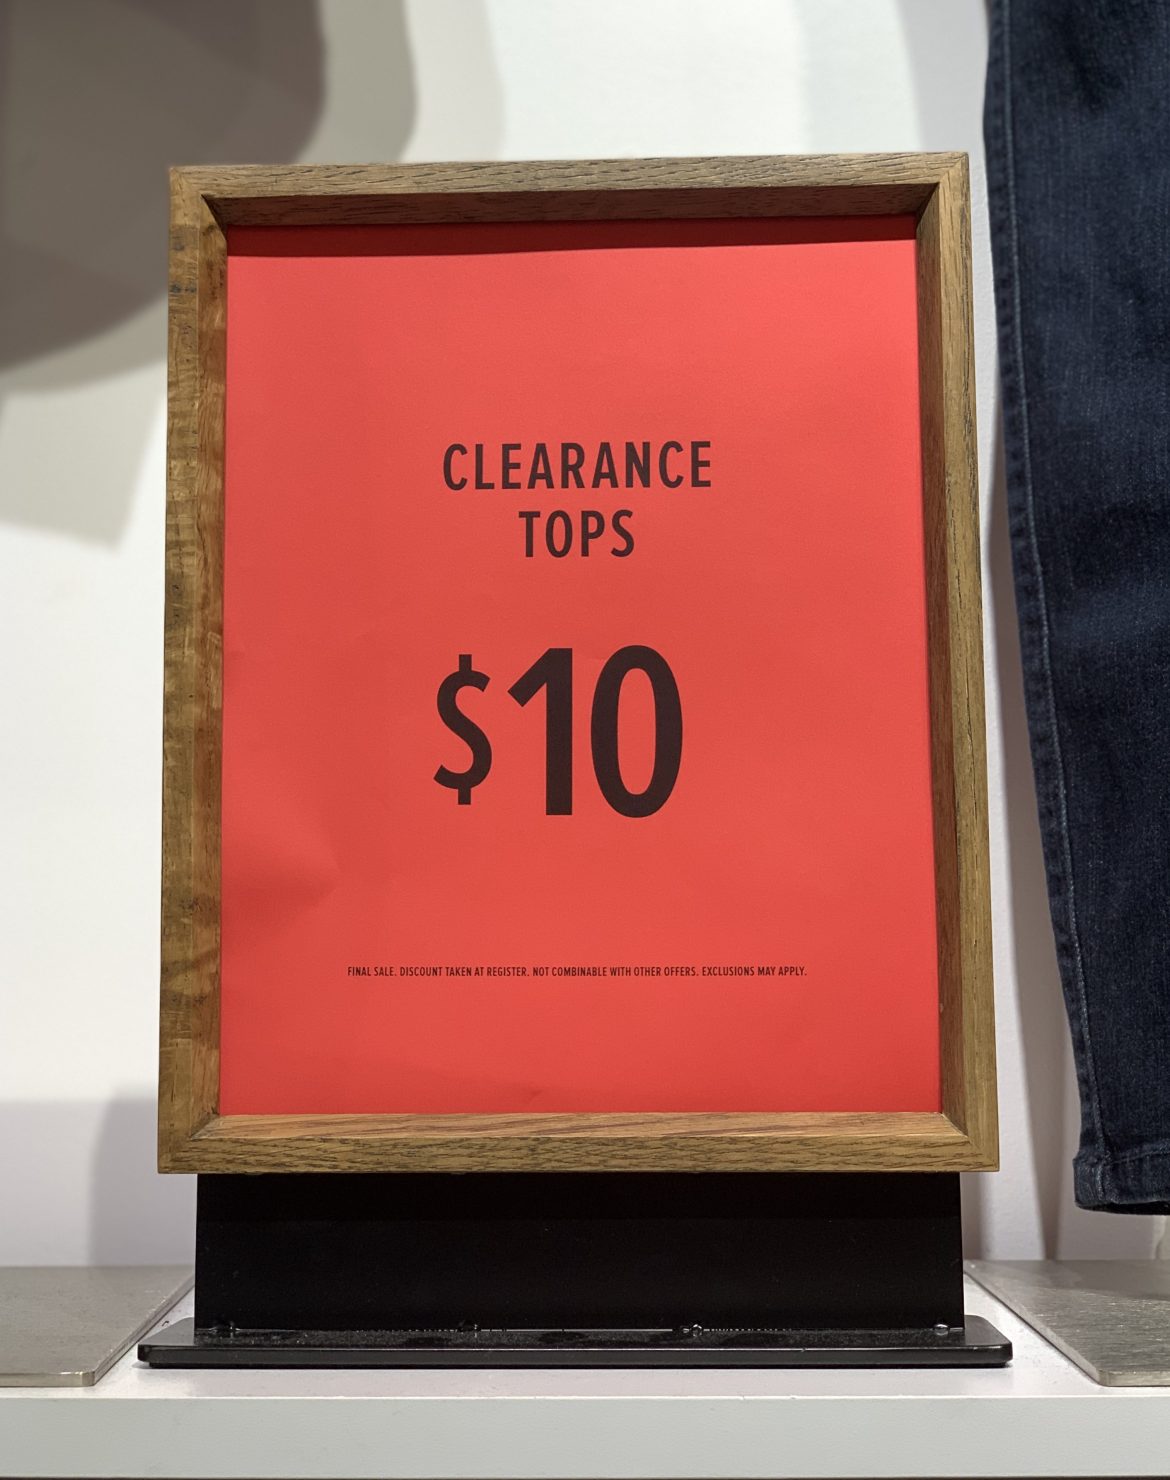 CLEARANCE
TOPS
$10
FINAL SALE. DISCOUNT TAKEN AT REGISTER. NOT COMBINABLE WITH OTHER OFFERS. EXCLUSIONS MAY APPLY.